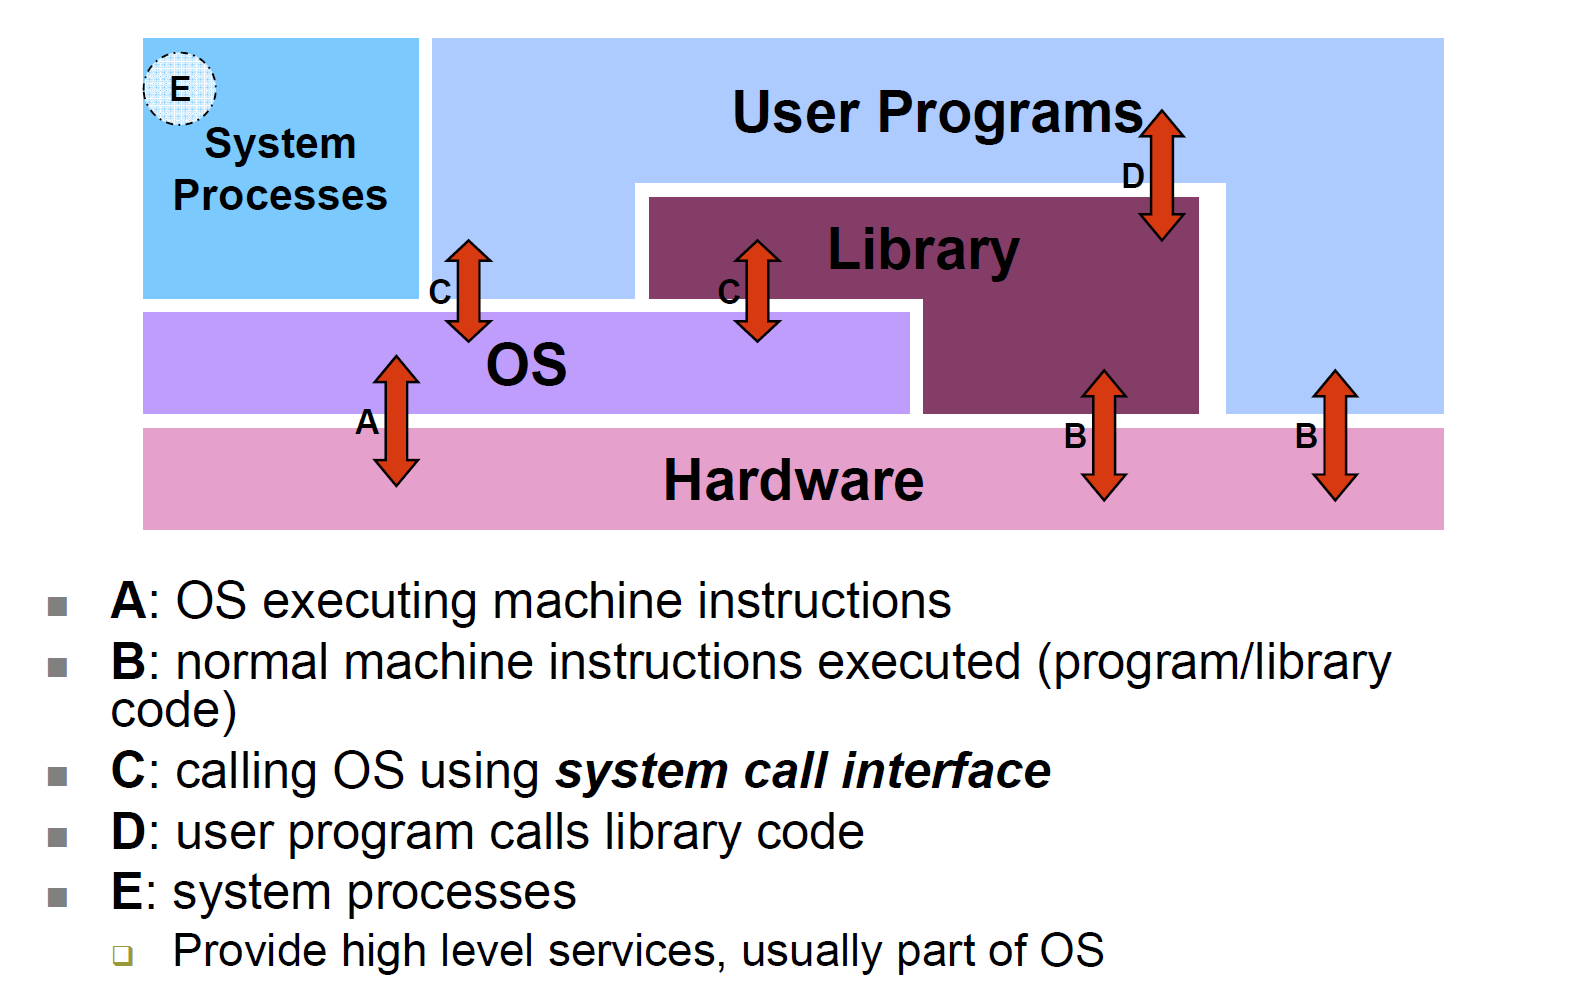 E
System
Processes
User Programs
D
Library
C
C
OS
A
B
B
Hardware
A: OS executing machine instructions
B: normal machine instructions executed (program/library
code)
C: calling OS using system call interface
D: user program calls library code
E: system processes
Provide high level services, usually part of OS